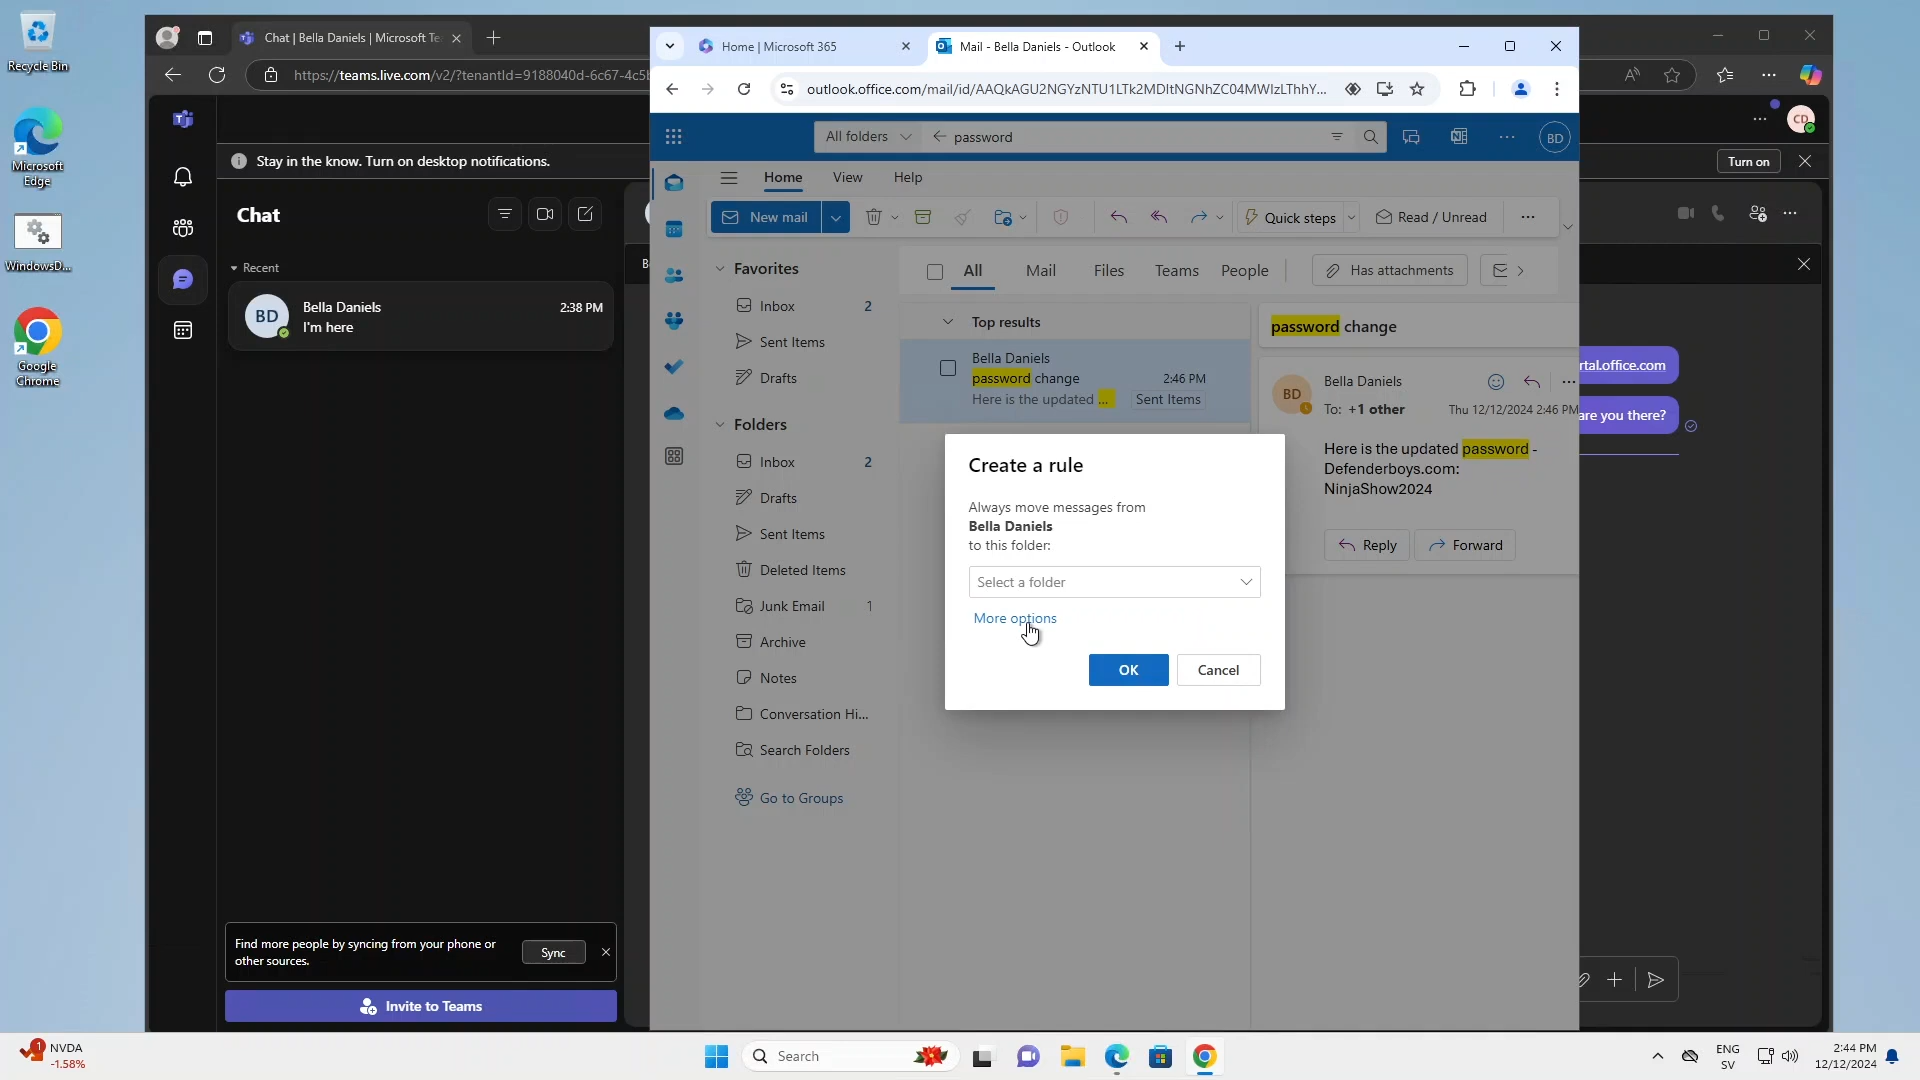 Recycle Bin
Microsoft
Edge
WindowsD...
Google
Chrome
Chat | Bella Daniels | Microsoft Te
https://teams.live.com/v2/?tenantId=9188040d-6c67-4c5b
Stay in the know. Turn on desktop notifications.
Chat
Recent
BD
Bella Daniels
2:38 PM
I'm here
Find more people by syncing from your phone or
other sources.
Sync
Invite to Teams
Home | Microsoft 365
Mail - Bella Daniels - Outlook
outlook.office.com/mail/id/AAQkAGU2NGYzNTU1LTk2MDItNGNhZC04MWIzLThhY...
All folders
password
BD
Home
View
Help
New mail
Quick steps
Read / Unread
Favorites
Inbox
2
Sent Items
Drafts
Folders
Inbox
2
Drafts
Sent Items
Deleted Items
Junk Email
1
Archive
Notes
Conversation Hi...
Search Folders
Go to Groups
All
Mail
Files
Teams
People
Has attachments
Top results
Bella Daniels
password change
2:46 PM
Here is the updated ...
Sent Items
password change
BD
Bella Daniels
To: +1 other
Thu 12/12/2024 2:46 PM
Here is the updated password -
Defenderboys.com:
NinjaShow2024
Reply
Forward
Create a rule
Always move messages from
Bella Daniels
to this folder:
Select a folder
More options
OK
Cancel
CD
Turn on
rtal.office.com
are you there?
1
NVDA
-1.58%
Search
ENG
SV
2:44 PM
12/12/2024